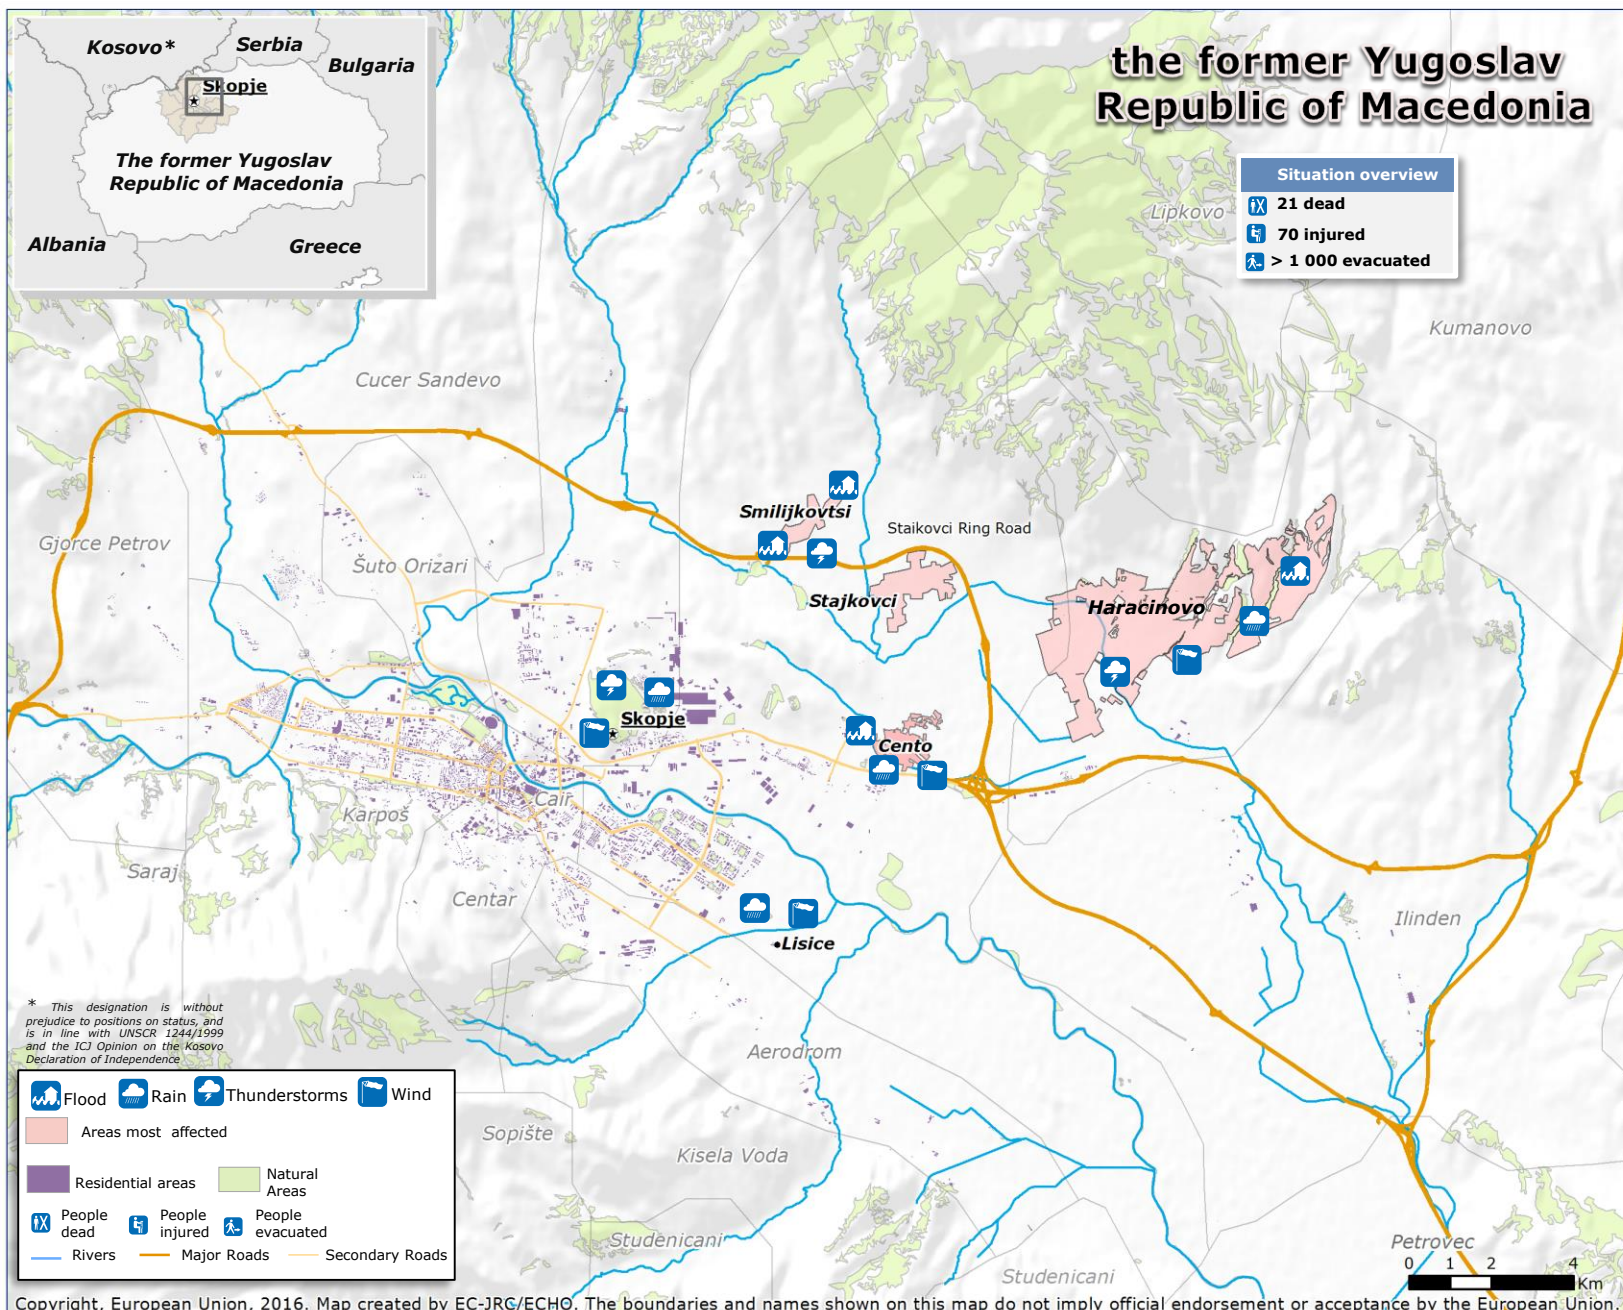 Kosovo*
Serbia
Bulgaria
Skopje
The former Yugoslav
Republic of Macedonia
Albania
Greece
the former Yugoslav
Republic of Macedonia
Situation overview
21 dead
70 injured
> 1 000 evacuated
Lipkovo
Kumanovo
Cucer Sandevo
Smilijkovtsi
Staikovci Ring Road
Gjorce Petrov
Šuto Orizari
Stajkovci
Haracinovo
Skopje
Cento
Cair
Karpoš
Saraj
Centar
Ilinden
Lisice
* This designation is without
prejudice to positions on status, and
is in line with UNSCR 1244/1999
and the ICJ Opinion on the Kosovo
Declaration of Independence
Aerodrom
Flood
Rain
Thunderstorms
Wind
Areas most affected
Residential areas
Natural
Areas
People
dead
People
injured
People
evacuated
Rivers
Major Roads
Secondary Roads
Sopište
Kisela Voda
Studenicani
Studenicani
Petrovec
0 1 2 4
Km
Copyright, European Union, 2016. Map created by EC-JRC/ECHO. The boundaries and names shown on this map do not imply official endorsement or acceptance by the European Union.